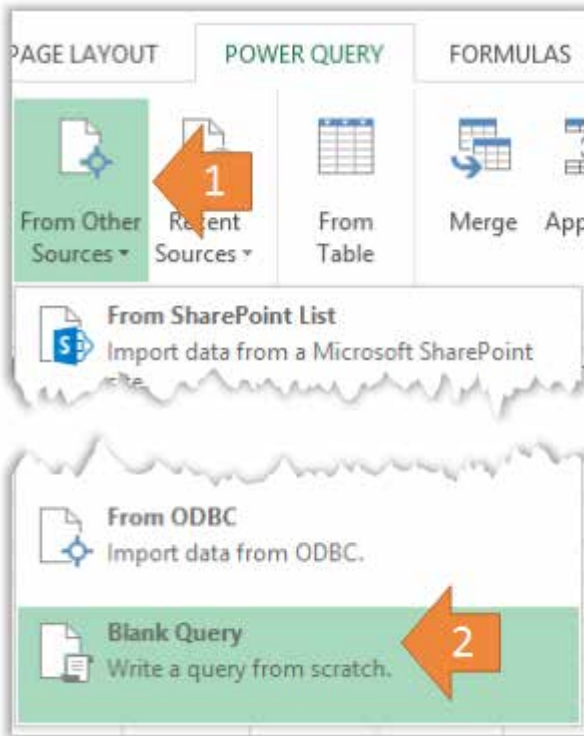 PAGE LAYOUT POWER QUERY FORMULAS
1
From Other Recent From Merge App
Sources Sources Table
From SharePoint List
Import data from a Microsoft SharePoint
site.
From ODBC
Import data from ODBC.
Blank Query
Write a query from scratch.
2